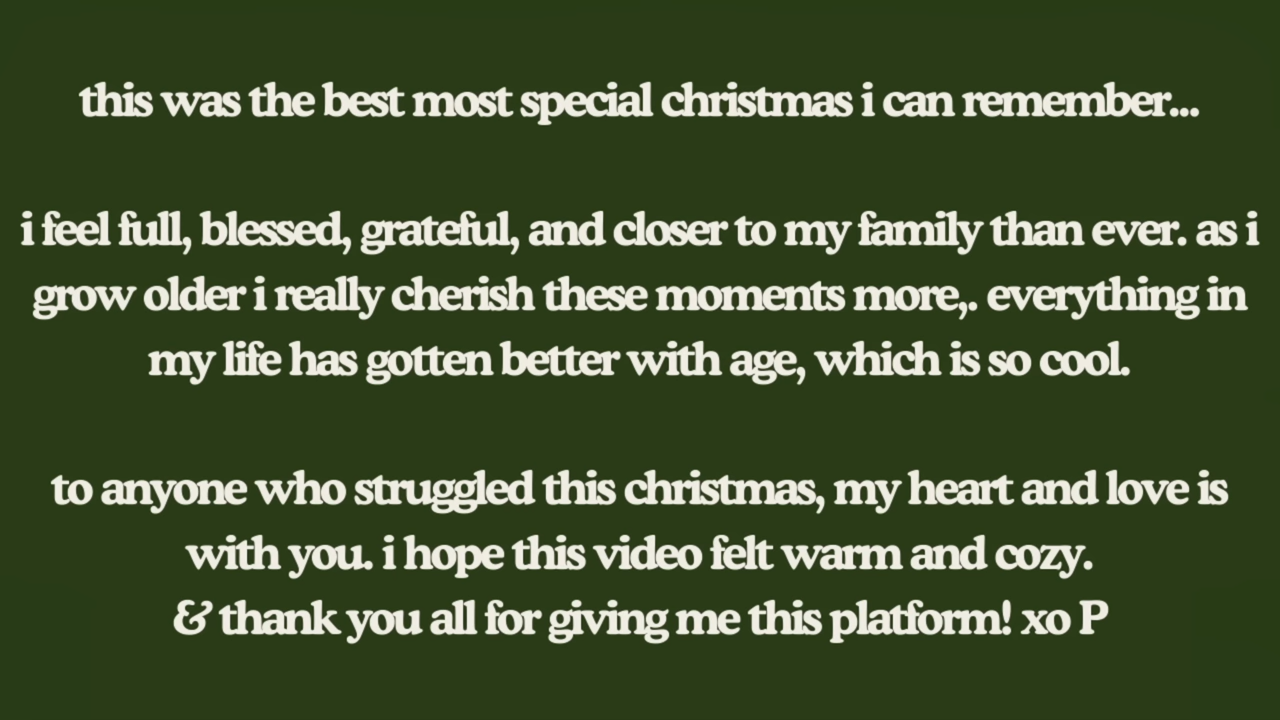 this was the best most special christmas i can remember...
i feel full, blessed, grateful, and closer to my family than ever. as i
grow older i really cherish these moments more,. everything in
my life has gotten better with age, which is so cool.
to anyone who struggled this christmas, my heart and love is
with you. i hope this video felt warm and cozy.
& thank you all for giving me this platform! xo P